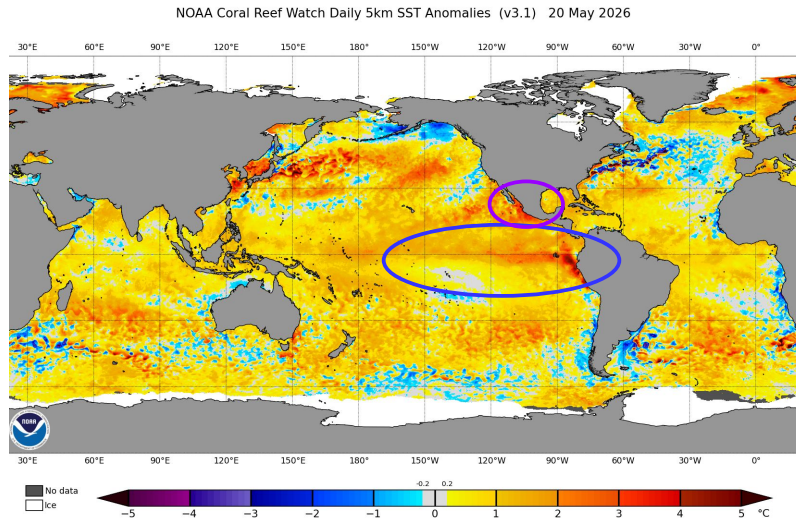 NOAA Coral Reef Watch Daily 5km SST Anomalies (v3.1) 20 May 2026
30°E 60°E 90°E 120°E 150°E 180° 150°W 120°W 90°W 60°W 30°W 0°
NOAA
30°E 60°E 90°E 120°E 150°E 180° 150°W 120°W 90°W 60°W 30°W 0°
-0.2 0.2
No data
Ice
−5 −4 −3 −2 −1 0 1 2 3 4 5 °C